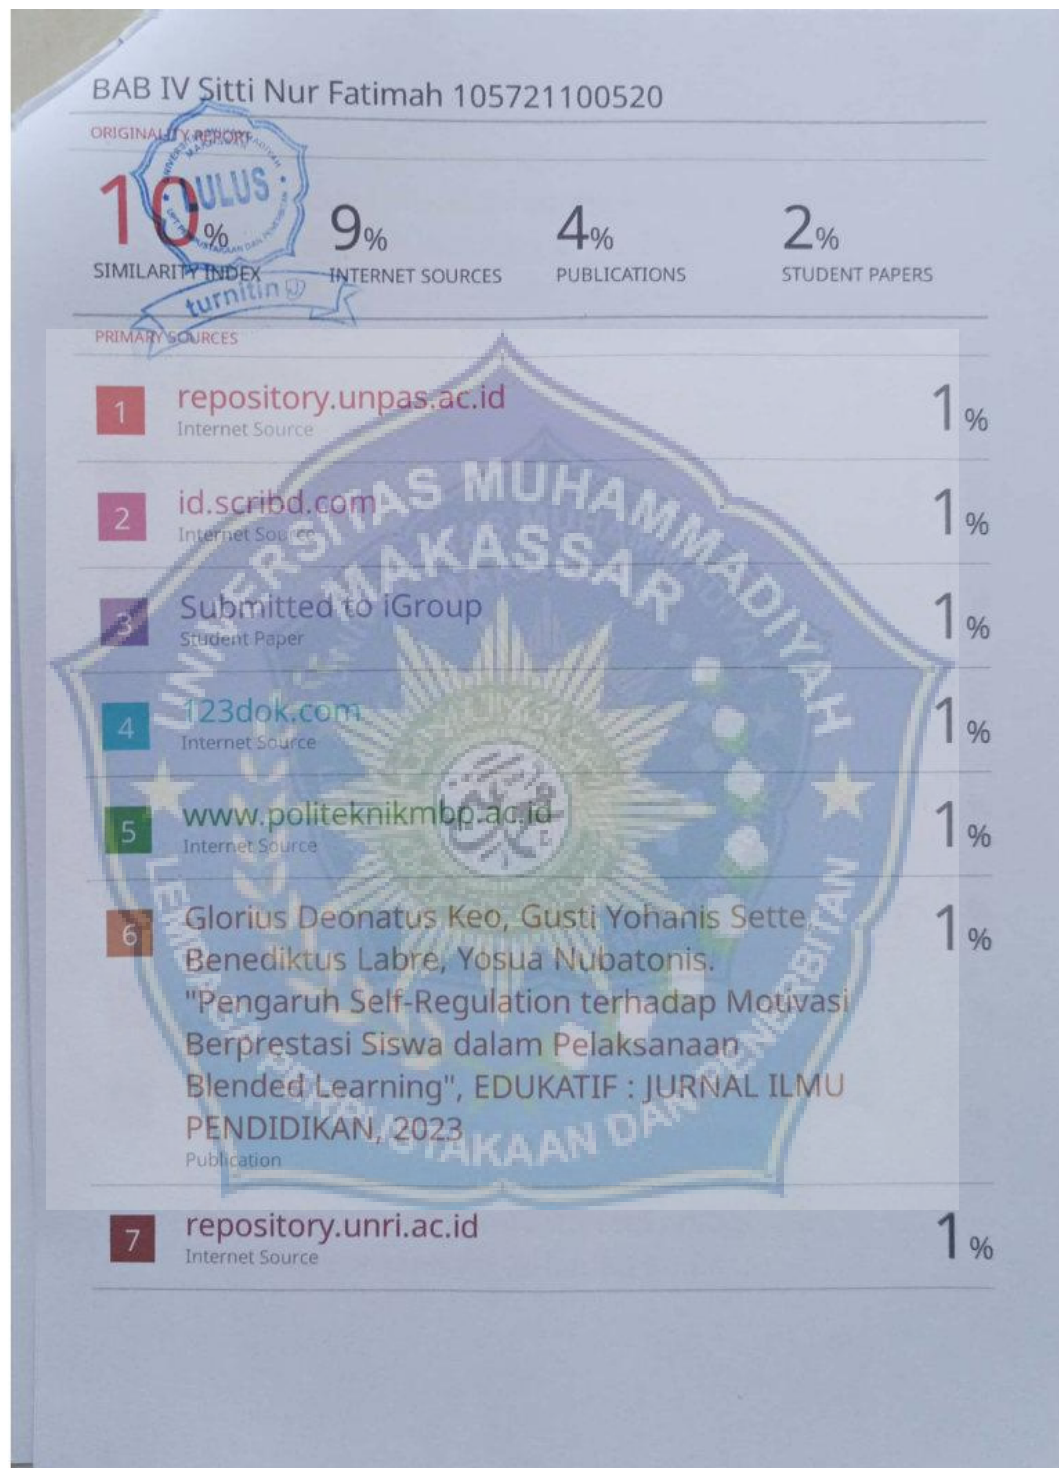 BAB IV Sitti Nur Fatimah 105721100520
ORIGINALITY REPORT
LULUS
10%
SIMILARITY INDEX
9%
INTERNET SOURCES
4%
PUBLICATIONS
2%
STUDENT PAPERS
turnitin
PRIMARY SOURCES
1 repository.unpas.ac.id 1%
Internet Source
2 id.scribd.com 1%
Internet Source
3 Submitted to iGroup 1%
Student Paper
4 123dok.com 1%
Internet Source
5 www.politeknikmbp.ac.id 1%
Internet Source
6 Glorius Deonatus Keo, Gusti Yohanis Sette, 1%
Benediktus Labre, Yosua Nubatonis.
"Pengaruh Self-Regulation terhadap Motivasi
Berprestasi Siswa dalam Pelaksanaan
Blended Learning", EDUKATIF : JURNAL ILMU
PENDIDIKAN, 2023
Publication
7 repository.unri.ac.id 1%
Internet Source
UNIVERSITAS MUHAMMADIYAH
MAKASSAR
LEMBAGA PERPUSTAKAAN DAN PENERBITAN